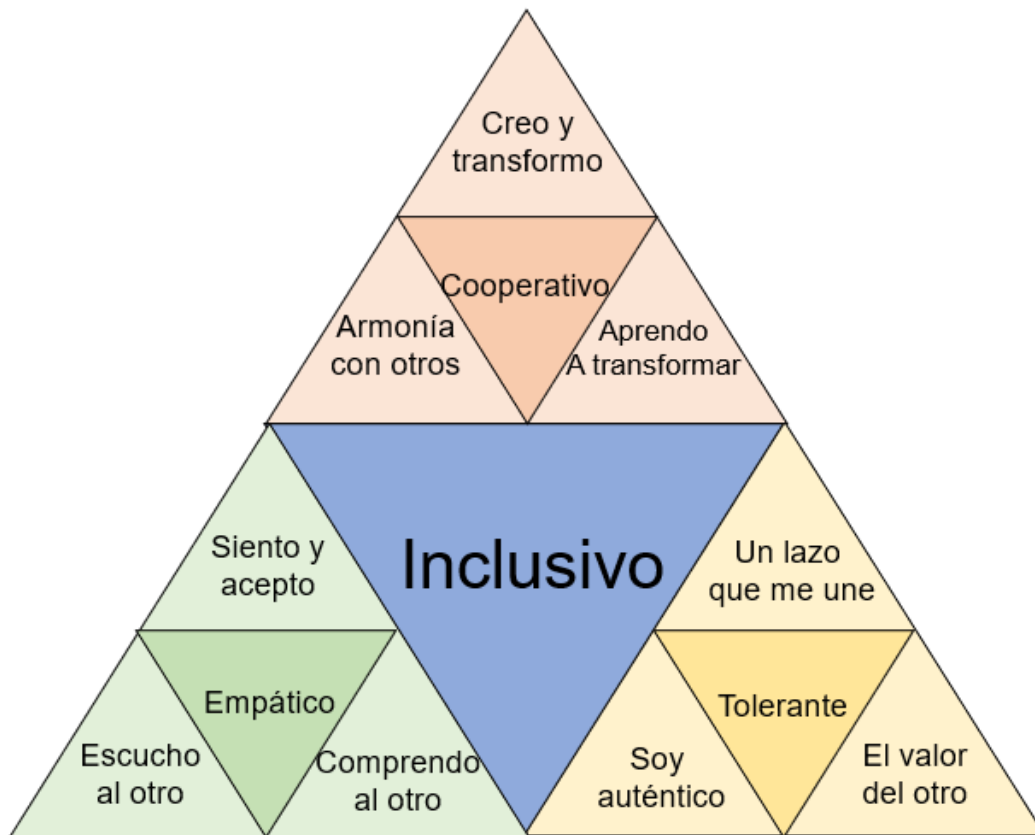 Creo y
transformo
Cooperativo
Armonía
con otros
Aprendo
A transformar
Inclusivo
Siento y
acepto
Un lazo
que me une
Empático
Tolerante
Escucho
al otro
Comprendo
al otro
Soy
auténtico
El valor
del otro